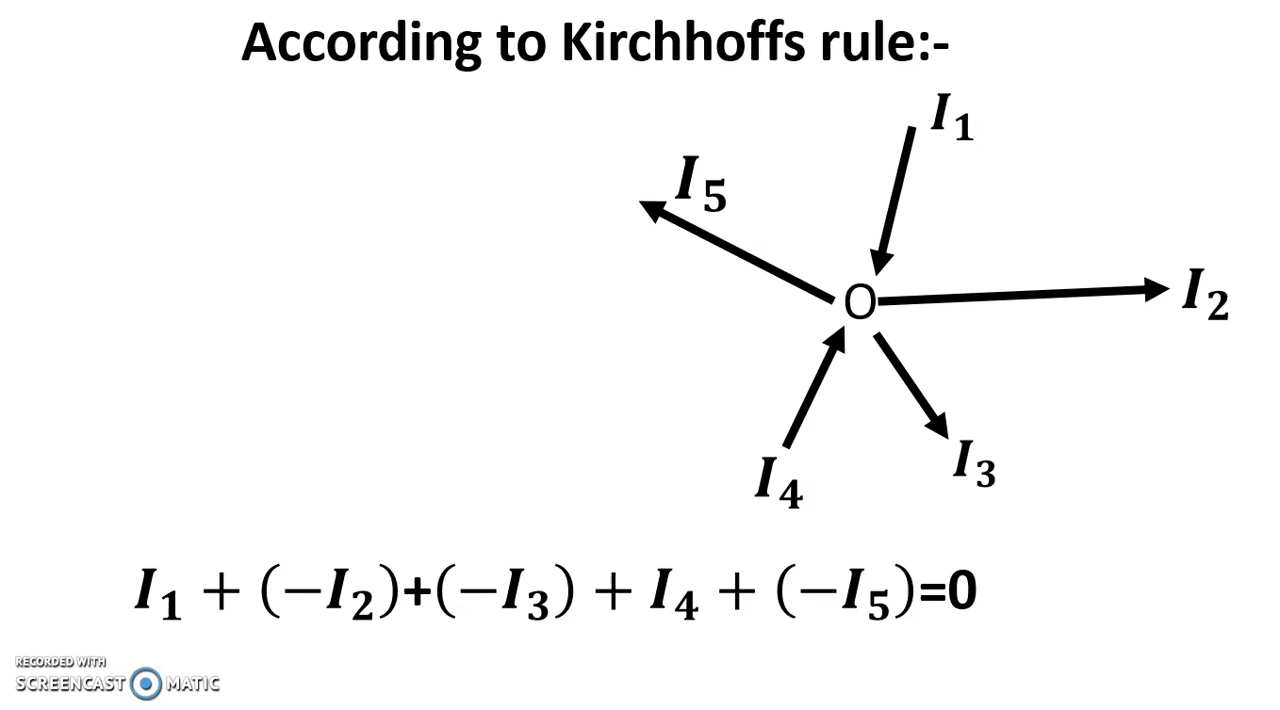 According to Kirchhoffs rule:-
I₁
I₅
O
I₂
I₃
I₄
I₁ + (−I₂)+(−I₃) + I₄ + (−I₅)=0
RECORDED WITH
SCREENCAST MATIC